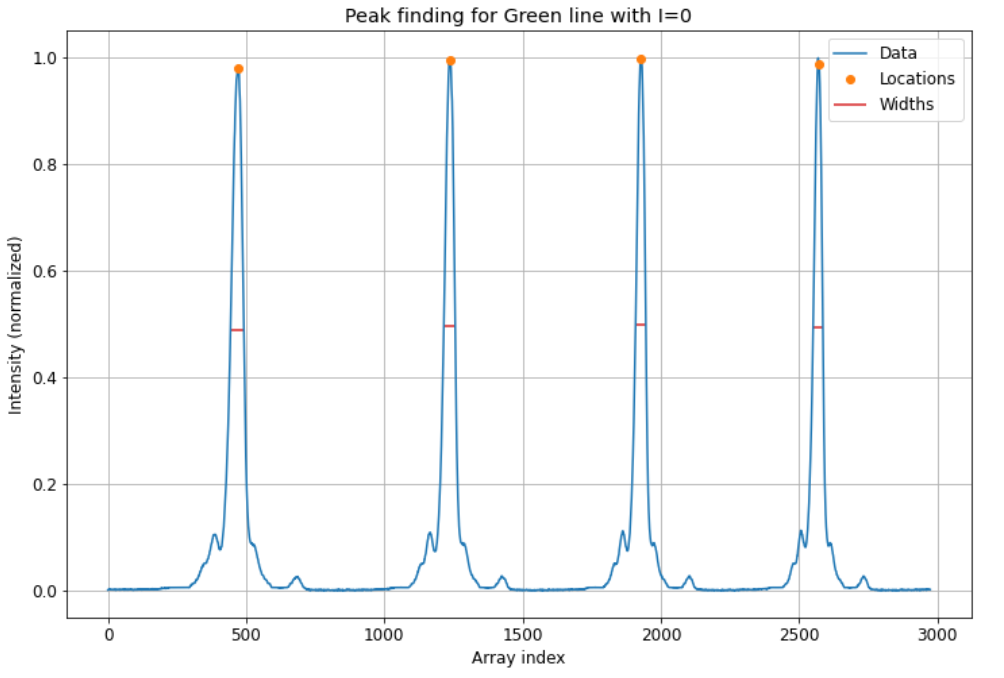 Peak finding for Green line with I=0
Data
Locations
Widths
1.0
0.8
0.6
0.4
0.2
0.0
Intensity (normalized)
0 500 1000 1500 2000 2500 3000
Array index